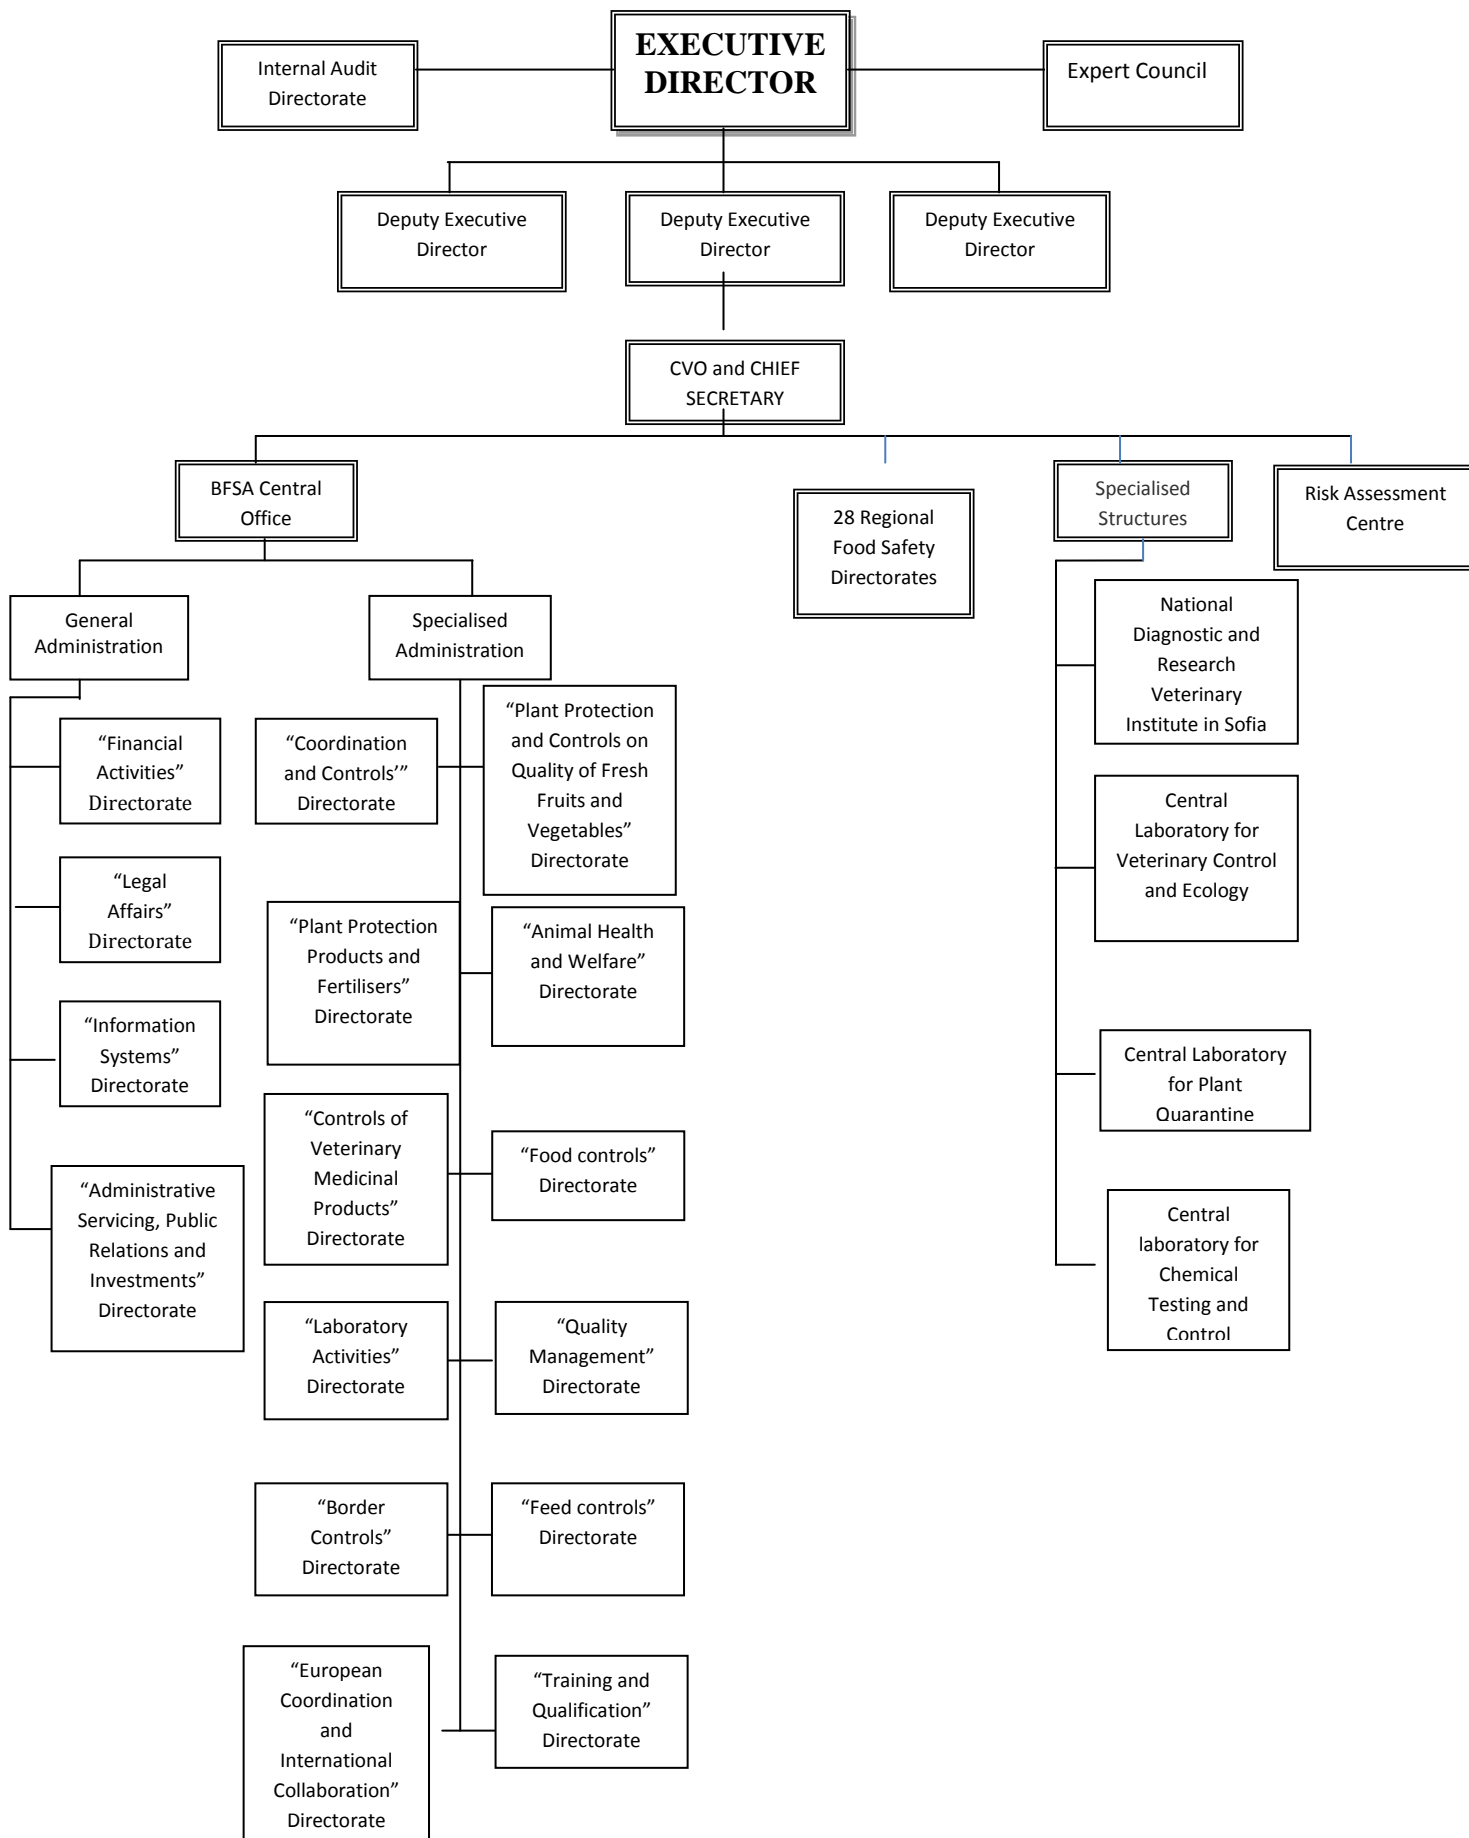 Internal Audit
Directorate
EXECUTIVE
DIRECTOR
Expert Council
Deputy Executive
Director
Deputy Executive
Director
Deputy Executive
Director
CVO and CHIEF
SECRETARY
BFSA Central
Office
28 Regional
Food Safety
Directorates
Specialised
Structures
Risk Assessment
Centre
General
Administration
Specialised
Administration
“Financial
Activities”
Directorate
“Legal
Affairs”
Directorate
“Information
Systems”
Directorate
“Administrative
Servicing, Public
Relations and
Investments”
Directorate
“Coordination
and Controls’”
Directorate
“Plant Protection
and Controls on
Quality of Fresh
Fruits and
Vegetables”
Directorate
“Plant Protection
Products and
Fertilisers”
Directorate
“Animal Health
and Welfare”
Directorate
“Controls of
Veterinary
Medicinal
Products”
Directorate
“Food controls”
Directorate
“Laboratory
Activities”
Directorate
“Quality
Management”
Directorate
“Border
Controls”
Directorate
“Feed controls”
Directorate
“European
Coordination
and
International
Collaboration”
Directorate
“Training and
Qualification”
Directorate
National
Diagnostic and
Research
Veterinary
Institute in Sofia
Central
Laboratory for
Veterinary Control
and Ecology
Central Laboratory
for Plant
Quarantine
Central
laboratory for
Chemical
Testing and
Control